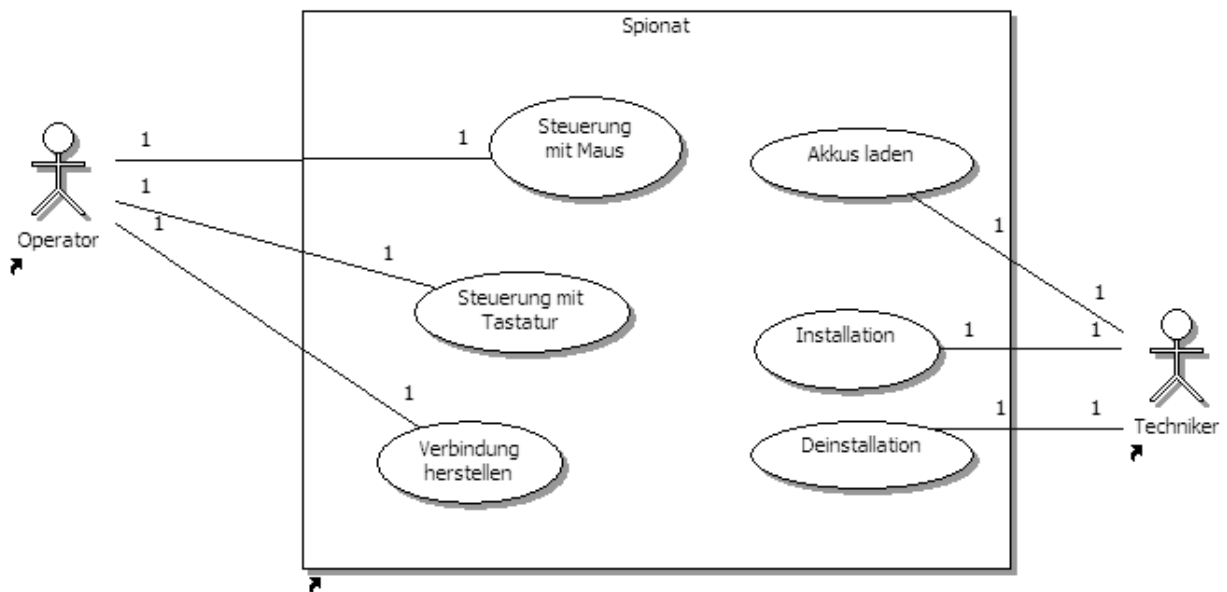 Spionat
Operator
1
1
Steuerung
mit Maus
1
1
Steuerung mit
Tastatur
1
1
Verbindung
herstellen
Akkus laden
1
1
Installation
1
1
Deinstallation
1
1
Techniker